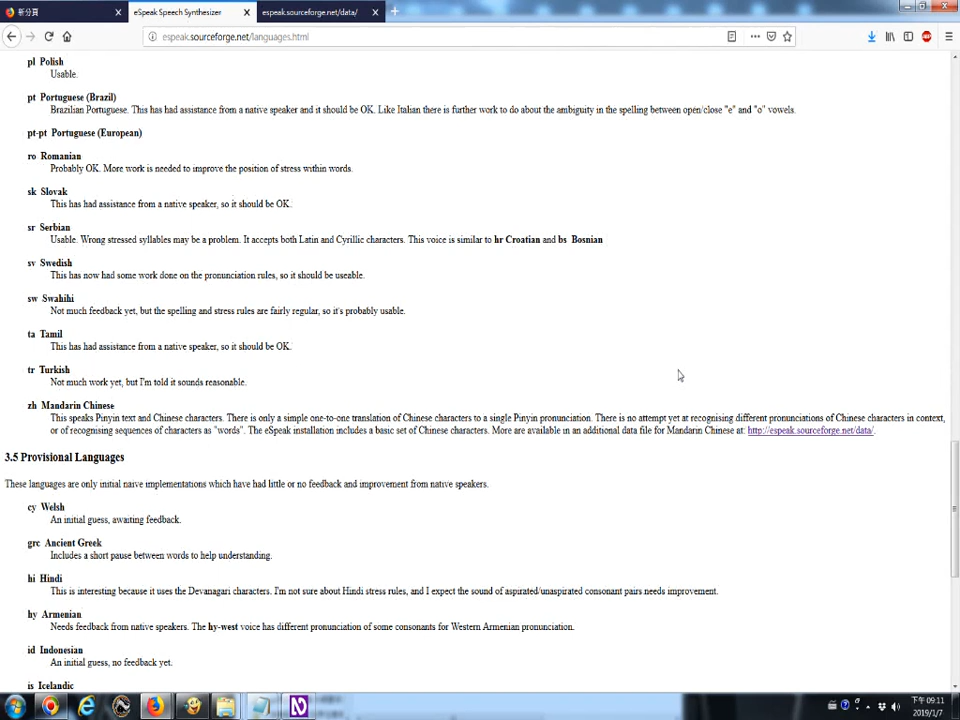 新分頁
eSpeak Speech Synthesizer
espeak.sourceforge.net/data/
espeak.sourceforge.net/languages.html
pl Polish
Usable.
pt Portuguese (Brazil)
Brazilian Portuguese. This has had assistance from a native speaker and it should be OK. Like Italian there is further work to do about the ambiguity in the spelling between open/close "e" and "o" vowels.
pt-pt Portuguese (European)
ro Romanian
Probably OK. More work is needed to improve the position of stress within words.
sk Slovak
This has had assistance from a native speaker, so it should be OK.
sr Serbian
Usable. Wrong stressed syllables may be a problem. It accepts both Latin and Cyrillic characters. This voice is similar to hr Croatian and bs Bosnian
sv Swedish
This has now had some work done on the pronunciation rules, so it should be useable.
sw Swahihi
Not much feedback yet, but the spelling and stress rules are fairly regular, so it's probably usable.
ta Tamil
This has had assistance from a native speaker, so it should be OK.
tr Turkish
Not much work yet, but I'm told it sounds reasonable.
zh Mandarin Chinese
This speaks Pinyin text and Chinese characters. There is only a simple one-to-one translation of Chinese characters to a single Pinyin pronunciation. There is no attempt yet at recognising different pronunciations of Chinese characters in context,
or of recognising sequences of characters as "words". The eSpeak installation includes a basic set of Chinese characters. More are available in an additional data file for Mandarin Chinese at: http://espeak.sourceforge.net/data/.
3.5 Provisional Languages
These languages are only initial naive implementations which have had little or no feedback and improvement from native speakers.
cy Welsh
An initial guess, awaiting feedback.
grc Ancient Greek
Includes a short pause between words to help understanding.
hi Hindi
This is interesting because it uses the Devanagari characters. I'm not sure about Hindi stress rules, and I expect the sound of aspirated/unaspirated consonant pairs needs improvement.
hy Armenian
Needs feedback from native speakers. The hy-west voice has different pronunciation of some consonants for Western Armenian pronunciation.
id Indonesian
An initial guess, no feedback yet.
is Icelandic
下午 09:11
2019/1/7